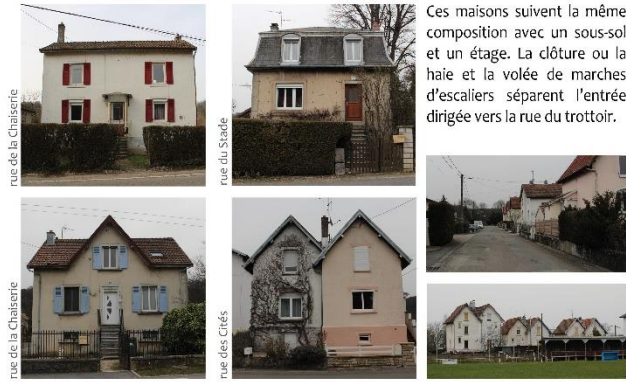 rue de la Chaiserie
rue du Stade
Ces maisons suivent la même
composition avec un sous-sol
et un étage. La clôture ou la
haie et la volée de marches
d'escaliers séparent l'entrée
dirigée vers la rue du trottoir.
rue de la Chaiserie
rue des Cités